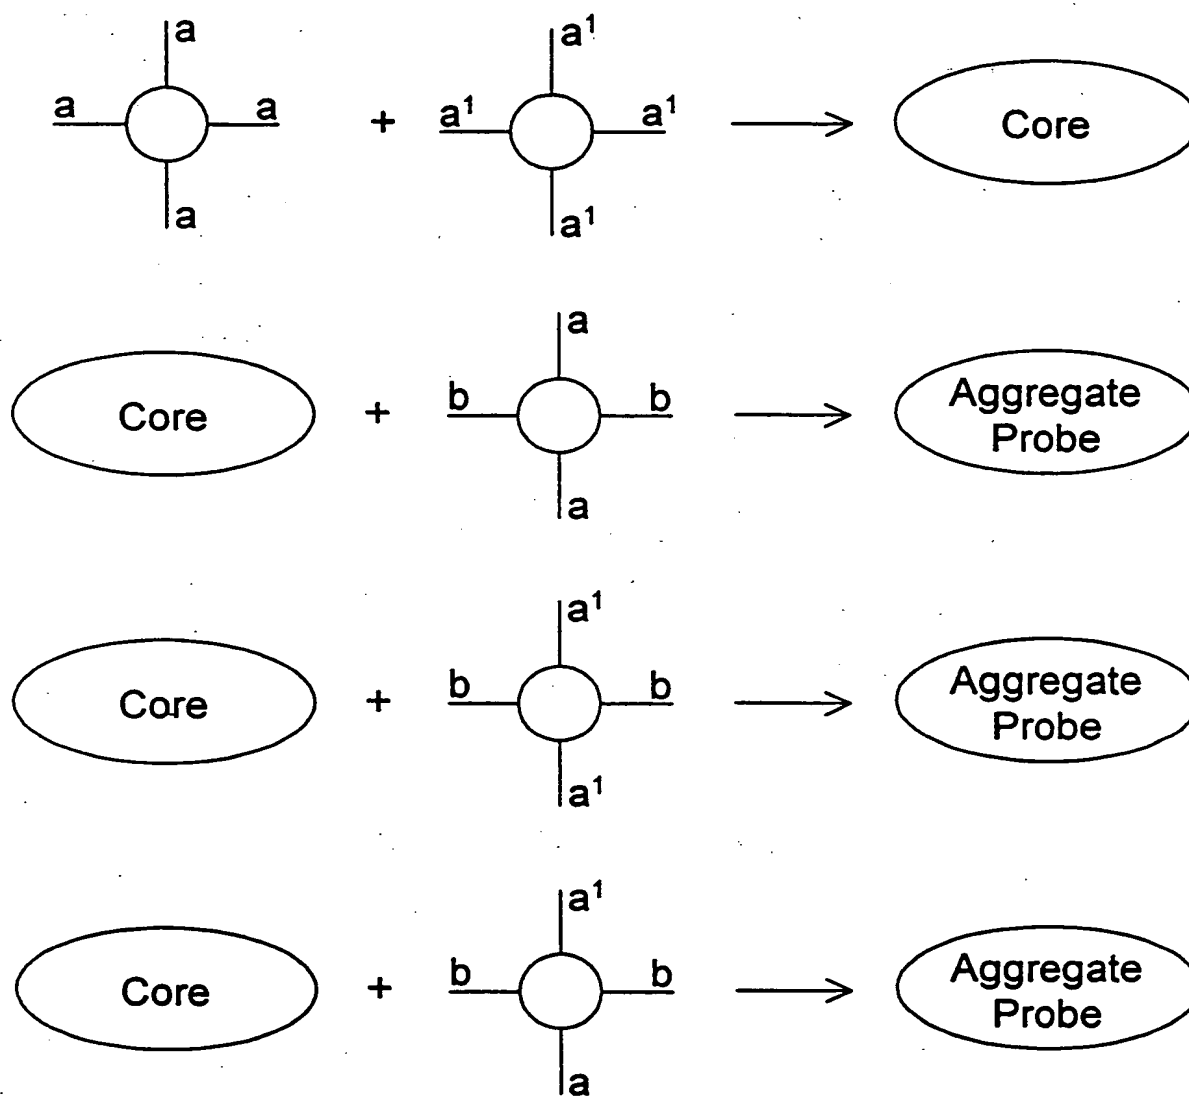 a
a a
a
+
a¹
a¹ a¹
a¹
Core
Core
+
a
b b
a
Aggregate
Probe
Core
+
a¹
b b
a¹
Aggregate
Probe
Core
+
a¹
b b
a
Aggregate
Probe